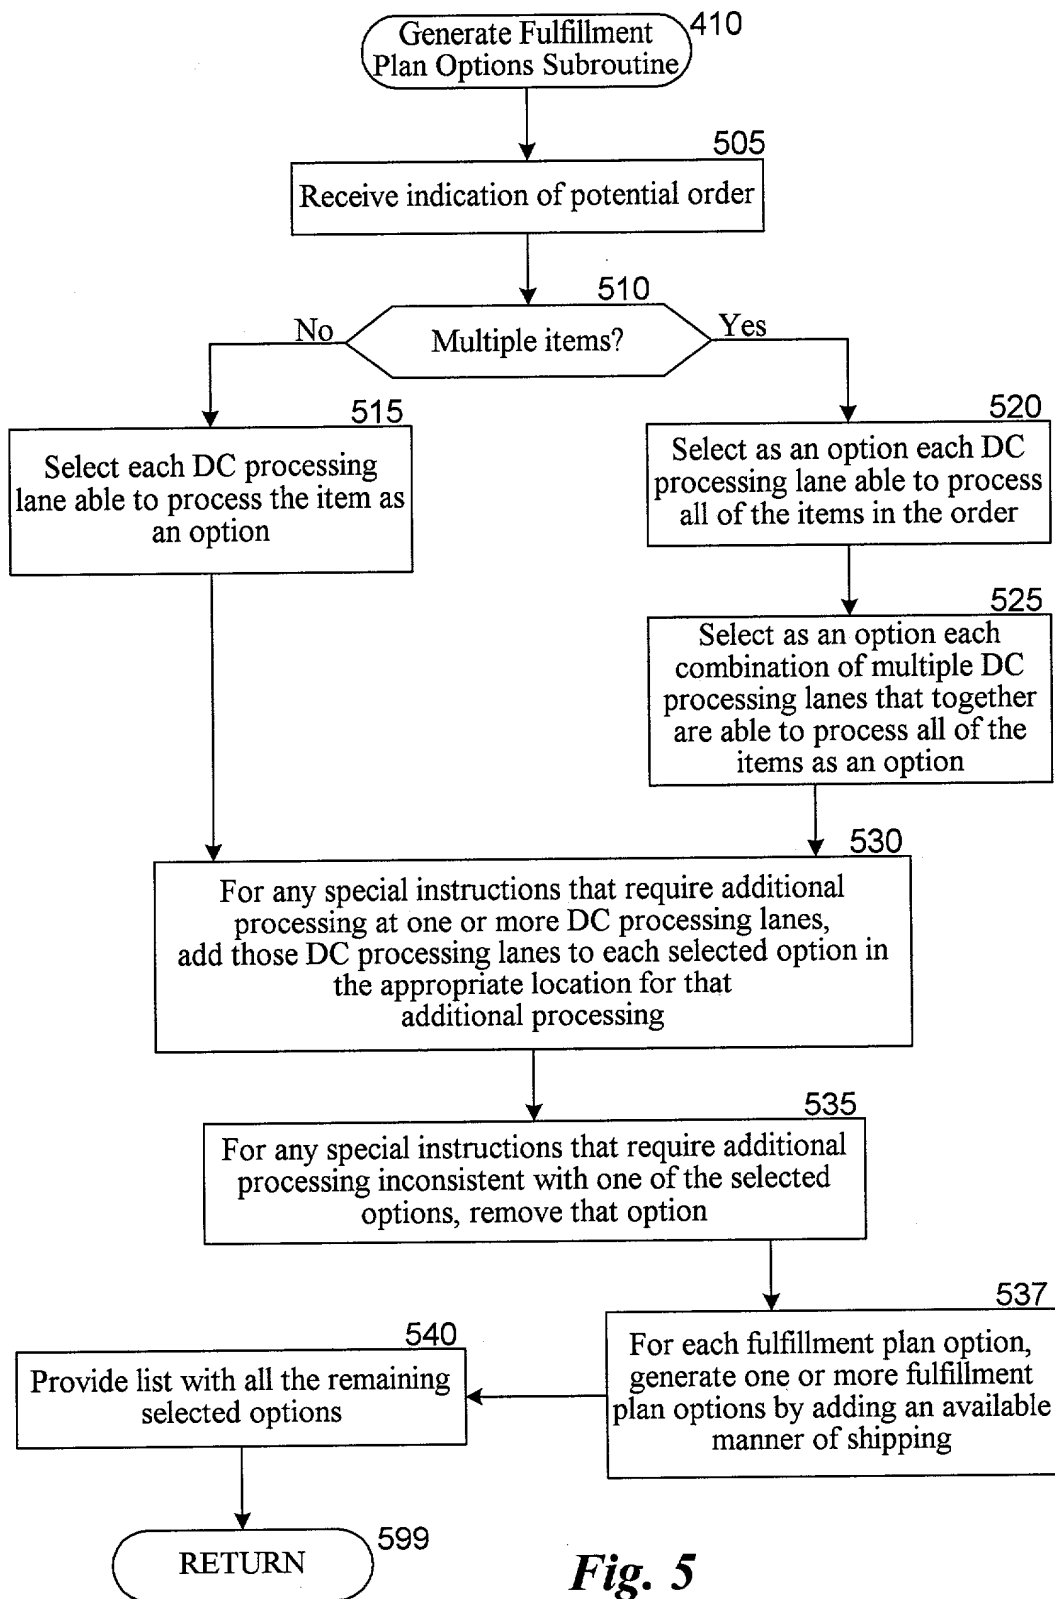 Generate Fulfillment
Plan Options Subroutine
410
505
Receive indication of potential order
510
Multiple items?
No
Yes
515
Select each DC processing
lane able to process the item as
an option
520
Select as an option each DC
processing lane able to process
all of the items in the order
525
Select as an option each
combination of multiple DC
processing lanes that together
are able to process all of the
items as an option
530
For any special instructions that require additional
processing at one or more DC processing lanes,
add those DC processing lanes to each selected option in
the appropriate location for that
additional processing
535
For any special instructions that require additional
processing inconsistent with one of the selected
options, remove that option
537
For each fulfillment plan option,
generate one or more fulfillment
plan options by adding an available
manner of shipping
540
Provide list with all the remaining
selected options
RETURN
599
Fig. 5